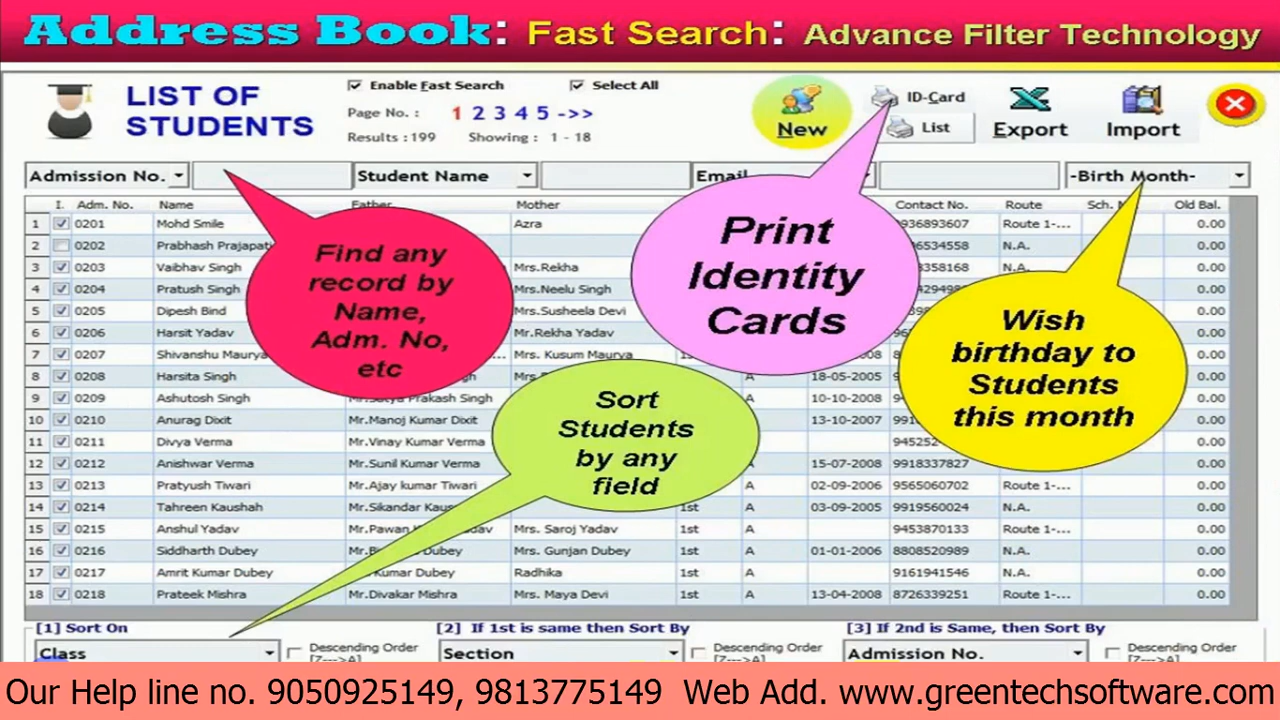 Address Book: Fast Search: Advance Filter Technology
LIST OF
STUDENTS
Enable Fast Search
Select All
Page No. : 1 2 3 4 5 ->>
Results : 199 Showing : 1 - 18
New
ID-Card
List
Export
Import
Admission No.
Student Name
Email
-Birth Month-
I. Adm. No. Name Father Mother Contact No. Route Sch. Old Bal.
1 0201 Mohd Smile Azra 9936893607 Route 1-... 0.00
2 0202 Prabhash Prajapati 6534558 N.A. 0.00
3 0203 Vaibhav Singh Mrs.Rekha 358168 N.A. 0.00
4 0204 Pratush Singh Mrs.Neelu Singh 0.00
5 0205 Dipesh Bind Mrs.Susheela Devi 0.00
6 0206 Harsit Yadav Mr.Rekha Yadav 0.00
7 0207 Shivanshu Maurya Mrs. Kusum Maurya 0.00
8 0208 Harsita Singh A 18-05-2005 0.00
9 0209 Ashutosh Singh Mr.Satya Prakash Singh A 10-10-2008 0.00
10 0210 Anurag Dixit Mr.Manoj Kumar Dixit A 13-10-2007 0.00
11 0211 Divya Verma Mr.Vinay Kumar Verma A 0.00
12 0212 Anishwar Verma Mr.Sunil Kumar Verma A 15-07-2008 9918337827 0.00
13 0213 Pratyush Tiwari Mr.Ajay kumar Tiwari A 02-09-2006 9565060702 Route 1-... 0.00
14 0214 Tahreen Kaushah Mr.Sikandar 1st A 03-09-2005 9919560024 N.A. 0.00
15 0215 Anshul Yadav Mr.Pawan Yadav Mrs. Saroj Yadav 1st A 9453870133 Route 1-... 0.00
16 0216 Siddharth Dubey Dubey Mrs. Gunjan Dubey 1st A 01-01-2006 8808520989 N.A. 0.00
17 0217 Amrit Kumar Dubey Kumar Dubey Radhika 1st A 9161941546 N.A. 0.00
18 0218 Prateek Mishra Mr.Divakar Mishra Mrs. Maya Devi 1st A 13-04-2008 8726339251 Route 1-... 0.00
Find any
record by
Name,
Adm. No,
etc
Print
Identity
Cards
Wish
birthday to
Students
this month
Sort
Students
by any
field
[1] Sort On
[2] If 1st is same then Sort By
[3] If 2nd is Same, then Sort By
Class
Descending Order
[Z--->A]
Section
Descending Order
[Z--->A]
Admission No.
Descending Order
[Z--->A]
Our Help line no. 9050925149, 9813775149 Web Add. www.greentechsoftware.com